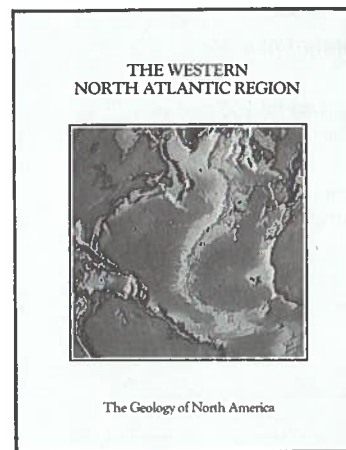 THE WESTERN
NORTH ATLANTIC REGION
The Geology of North America